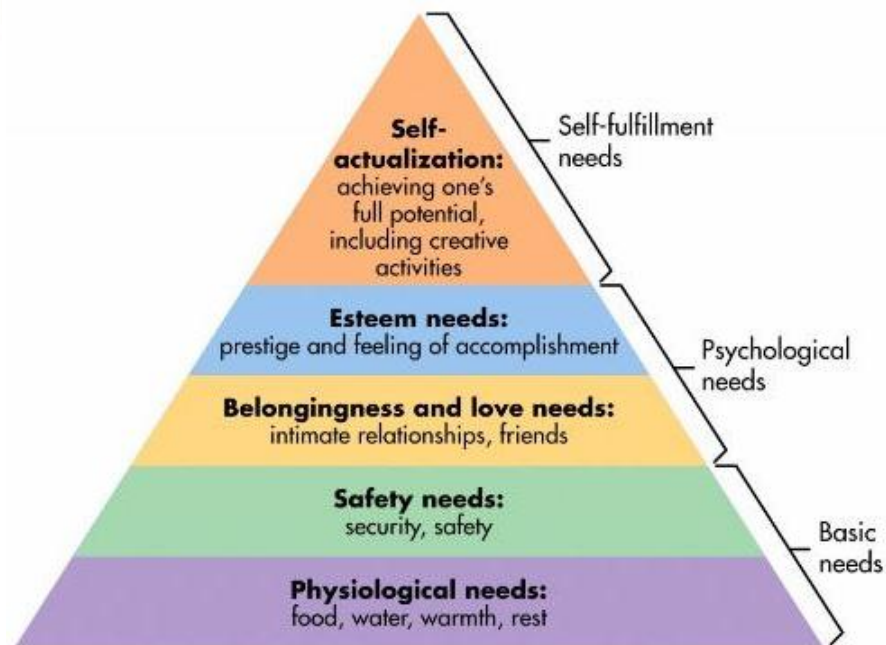 Self-
actualization:
achieving one's
full potential,
including creative
activities
Self-fulfillment
needs
Esteem needs:
prestige and feeling of accomplishment
Psychological
needs
Belongingness and love needs:
intimate relationships, friends
Safety needs:
security, safety
Basic
needs
Physiological needs:
food, water, warmth, rest